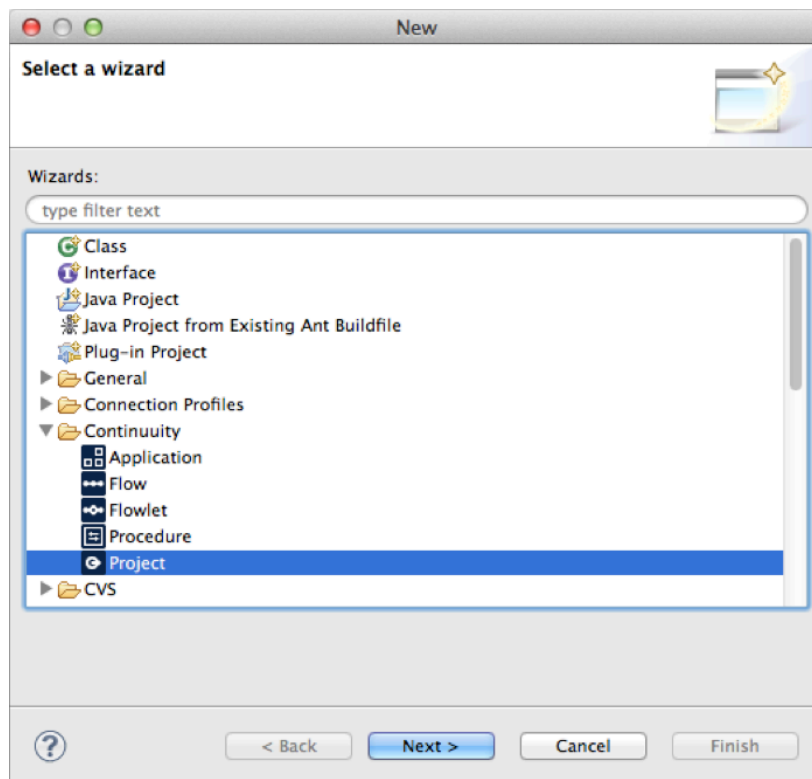 New
Select a wizard
Wizards:
type filter text
Class
Interface
Java Project
Java Project from Existing Ant Buildfile
Plug-in Project
General
Connection Profiles
Continuuity
Application
Flow
Flowlet
Procedure
Project
CVS
? < Back Next > Cancel Finish